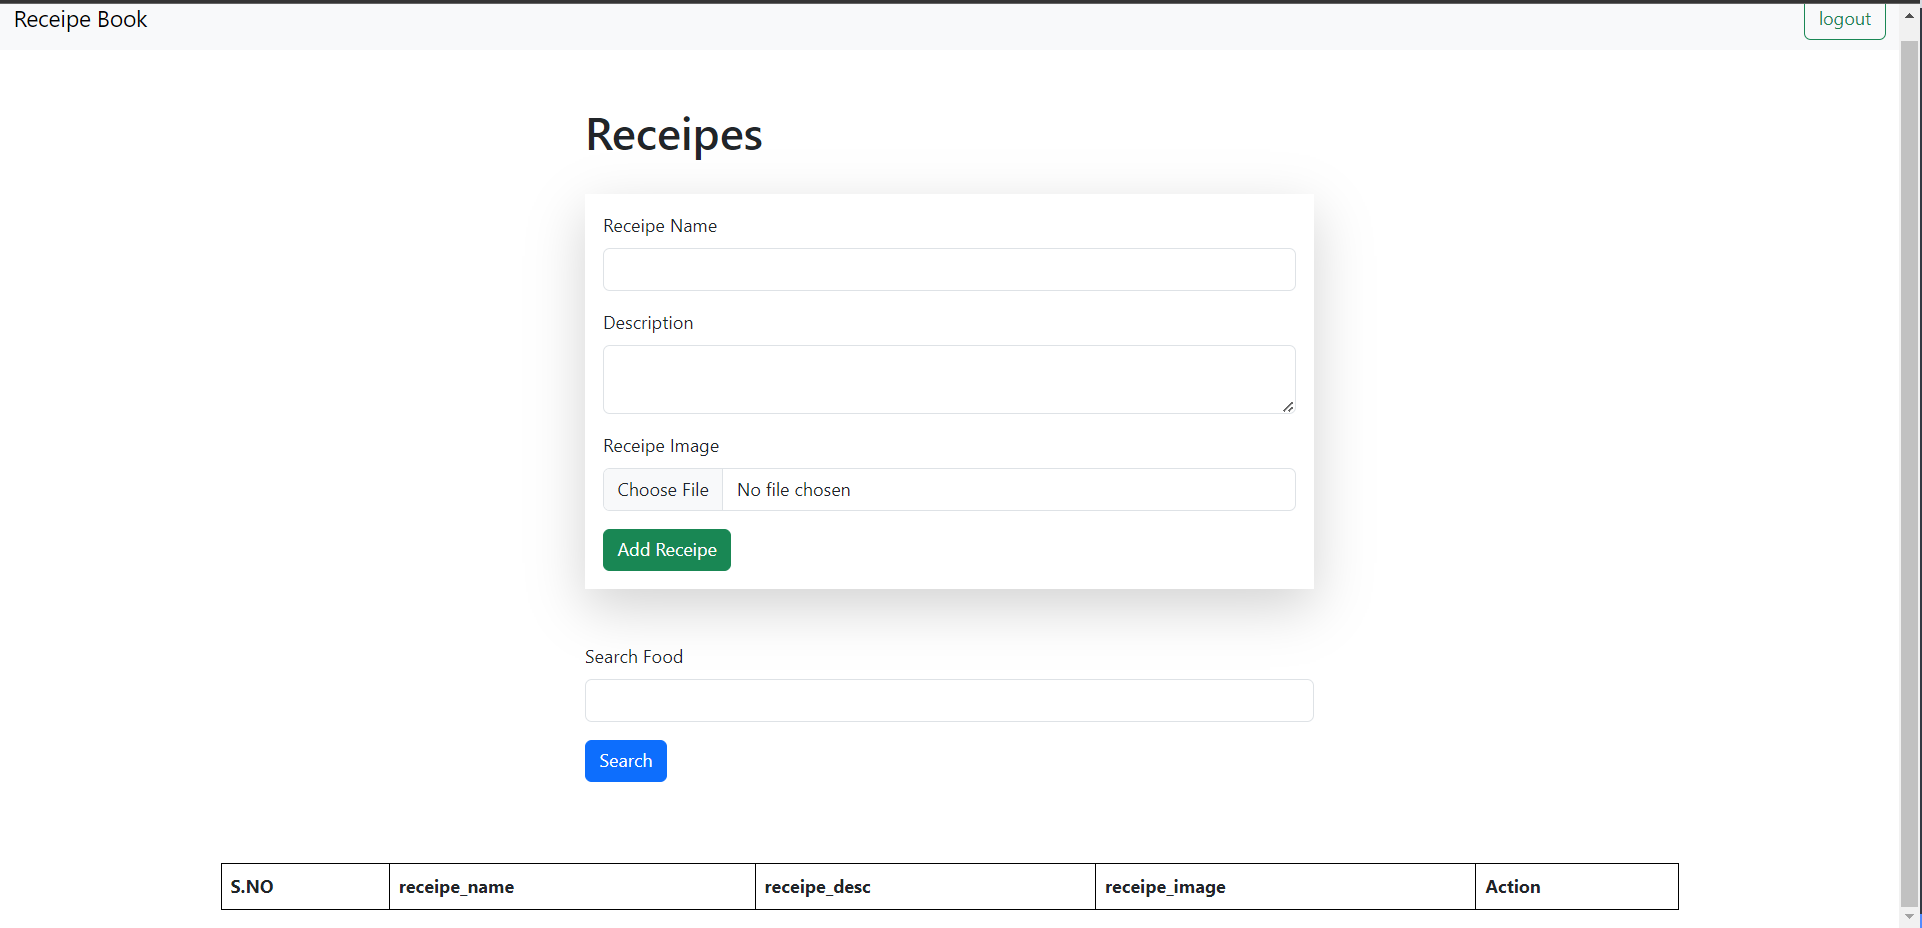 Receipe Book
logout
Receipes
Receipe Name
Description
Receipe Image
Choose File No file chosen
Add Receipe
Search Food
Search
S.NO receipe_name receipe_desc receipe_image Action